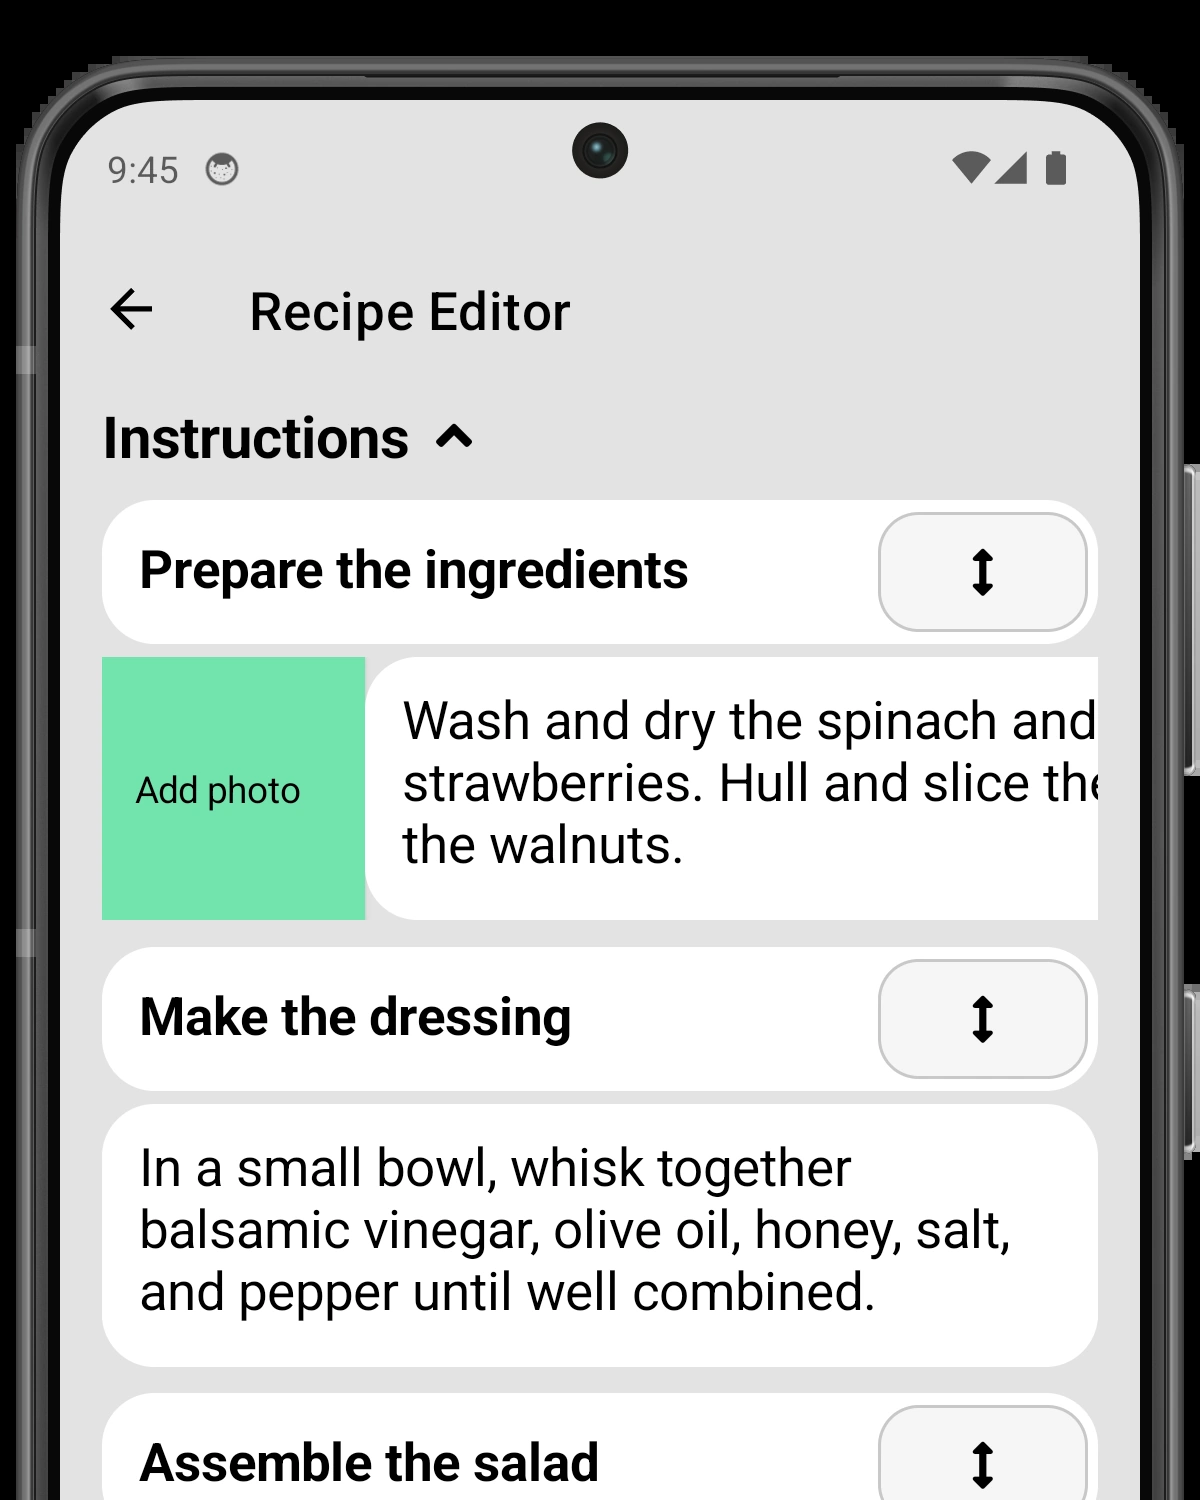 9:45
Recipe Editor
Instructions
Prepare the ingredients
Add photo
Wash and dry the spinach and
strawberries. Hull and slice the
the walnuts.
Make the dressing
In a small bowl, whisk together
balsamic vinegar, olive oil, honey, salt,
and pepper until well combined.
Assemble the salad